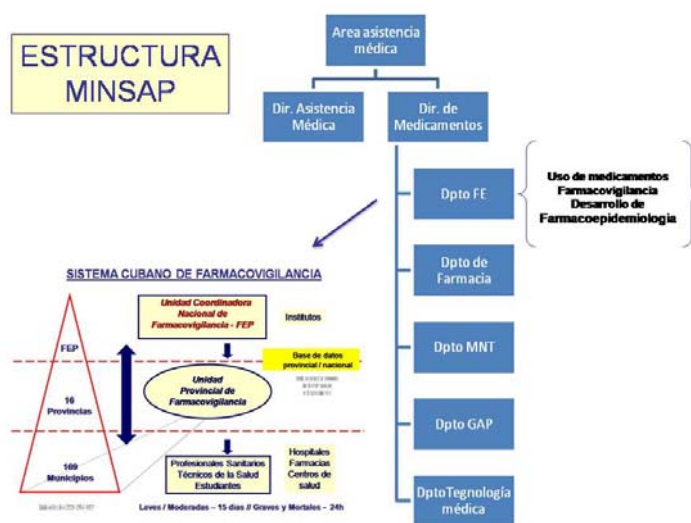 ESTRUCTURA
MINSAP
Area asistencia
médica
Dir. Asistencia
Médica
Dir. de
Medicamentos
Dpto FE
Uso de medicamentos
Farmacovigilancia
Desarrollo de
Farmacoepidemiología
Dpto de
Farmacia
Dpto MNT
Dpto GAP
DptoTegnología
médica
SISTEMA CUBANO DE FARMACOVIGILANCIA
FEP
16
Provincias
169
Municipios
Unidad Coordinadora
Nacional de
Farmacovigilancia - FEP
Institutos
Base de datos
provincial / nacional
Unidad
Provincial de
Farmacovigilancia
Profesionales Sanitarios
Técnicos de la Salud
Estudiantes
Hospitales
Farmacias
Centros de
salud
Leves / Moderadas – 15 días // Graves y Mortales - 24h